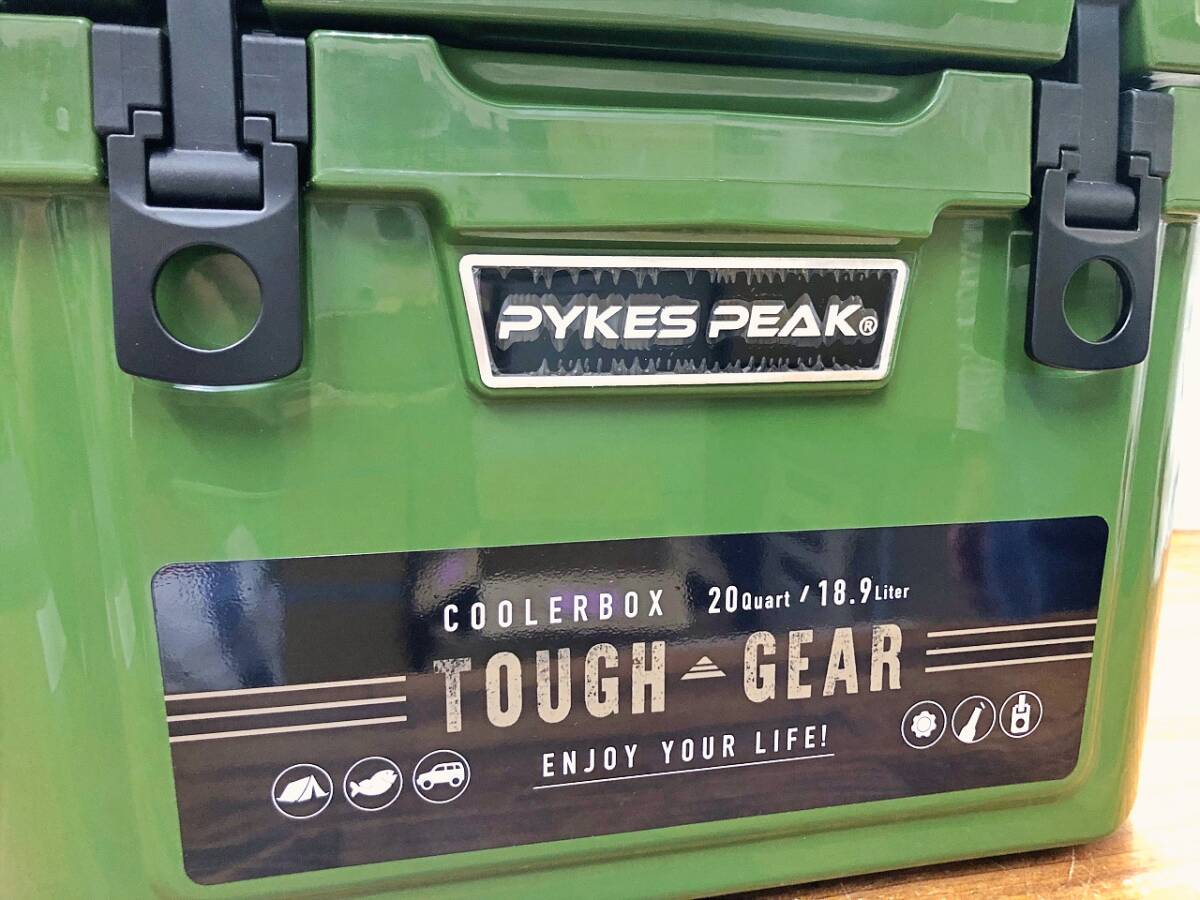 PYKES PEAK®
COOLERBOX 20Quart / 18.9Liter
TOUGH GEAR
ENJOY YOUR LIFE!